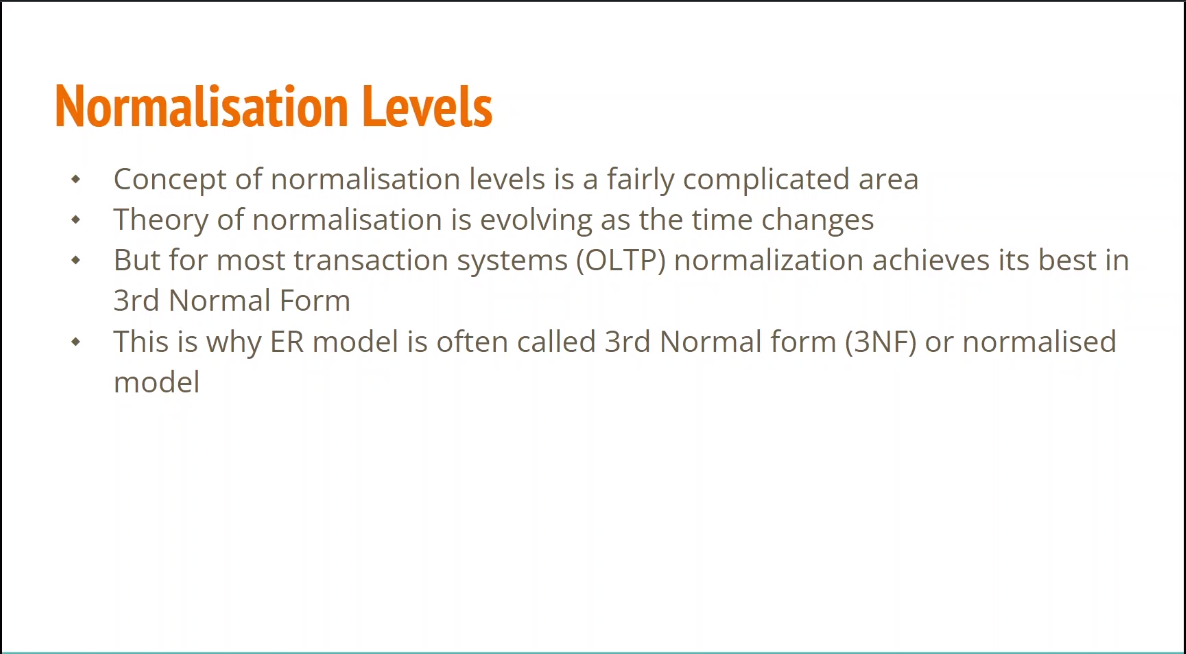 Normalisation Levels
◆ Concept of normalisation levels is a fairly complicated area
◆ Theory of normalisation is evolving as the time changes
◆ But for most transaction systems (OLTP) normalization achieves its best in
3rd Normal Form
◆ This is why ER model is often called 3rd Normal form (3NF) or normalised
model